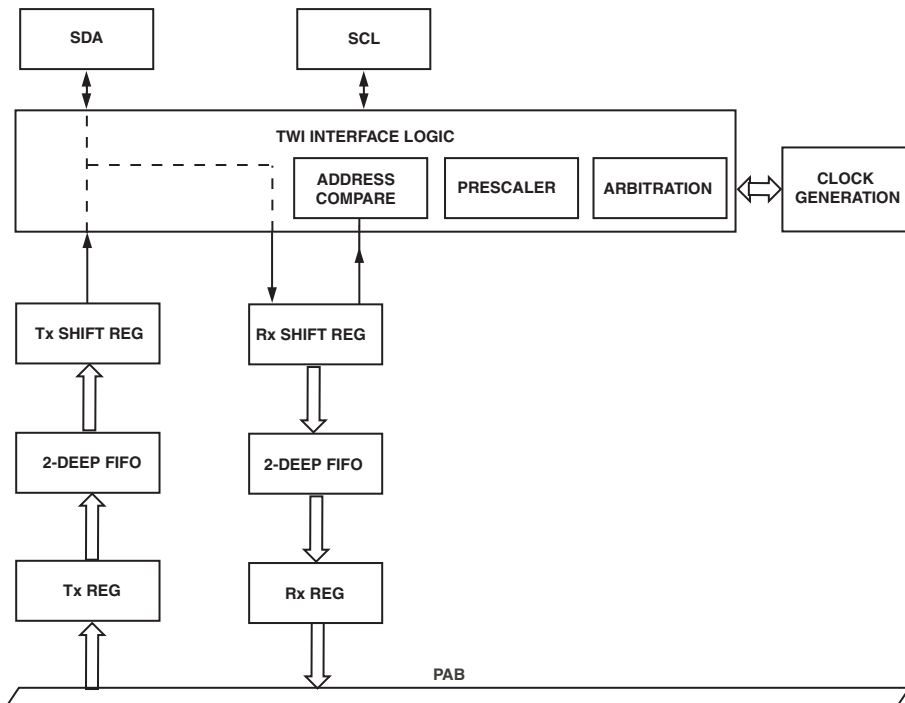 SDA
SCL
TWI INTERFACE LOGIC
ADDRESS
COMPARE
PRESCALER
ARBITRATION
CLOCK
GENERATION
Tx SHIFT REG
Rx SHIFT REG
2-DEEP FIFO
2-DEEP FIFO
Tx REG
Rx REG
PAB